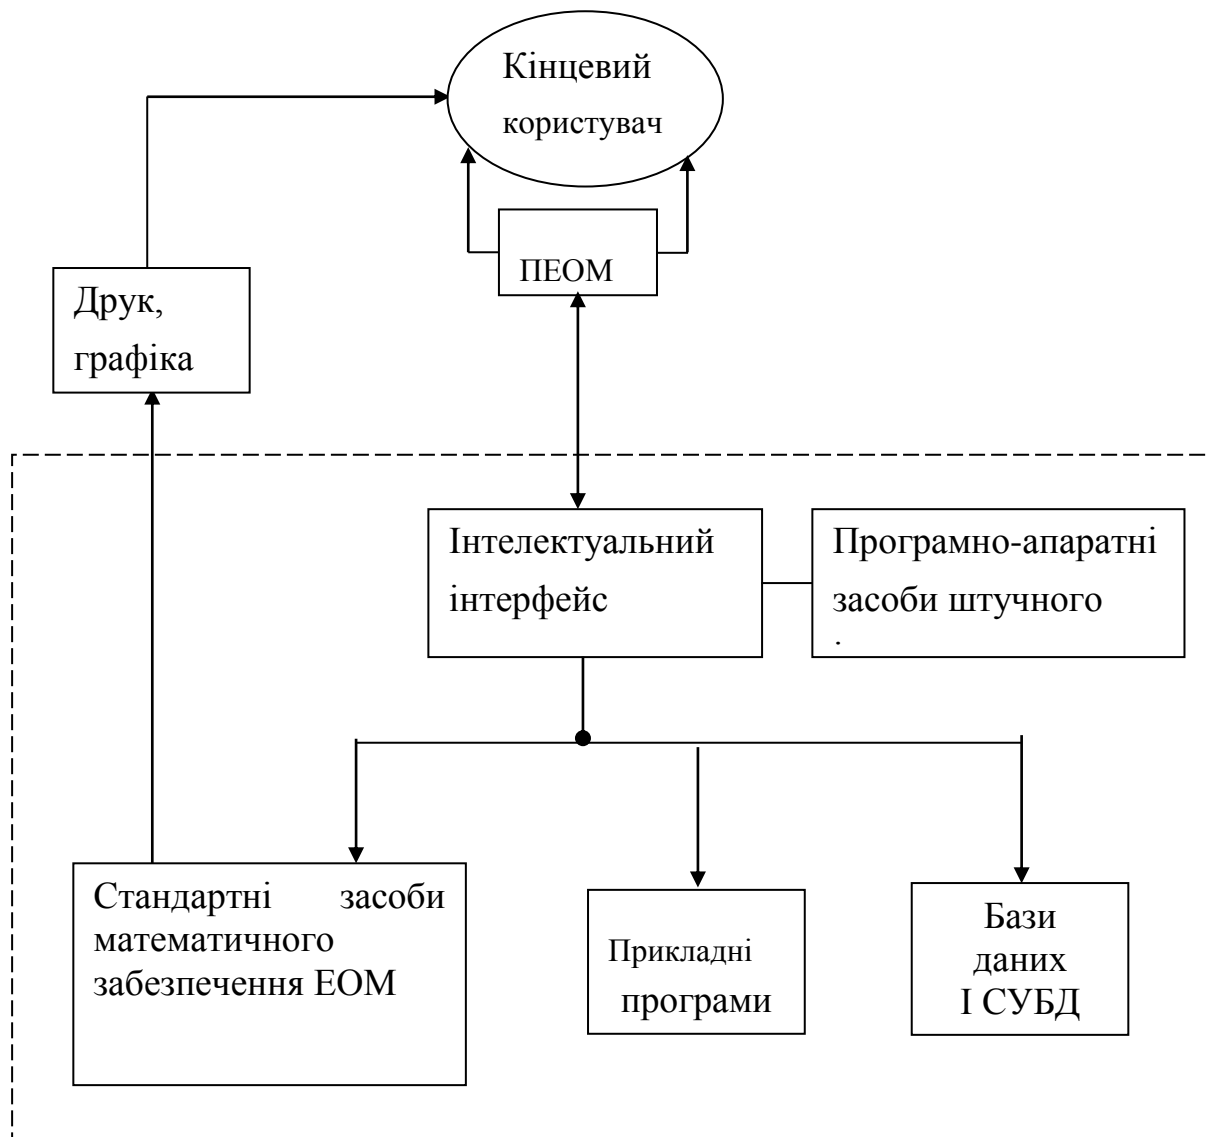 Кінцевий
користувач
ПЕОМ
Друк,
графіка
Інтелектуальний
інтерфейс
Програмно-апаратні
засоби штучного
Стандартні засоби
математичного
забезпечення ЕОМ
Прикладні
програми
Бази
даних
І СУБД